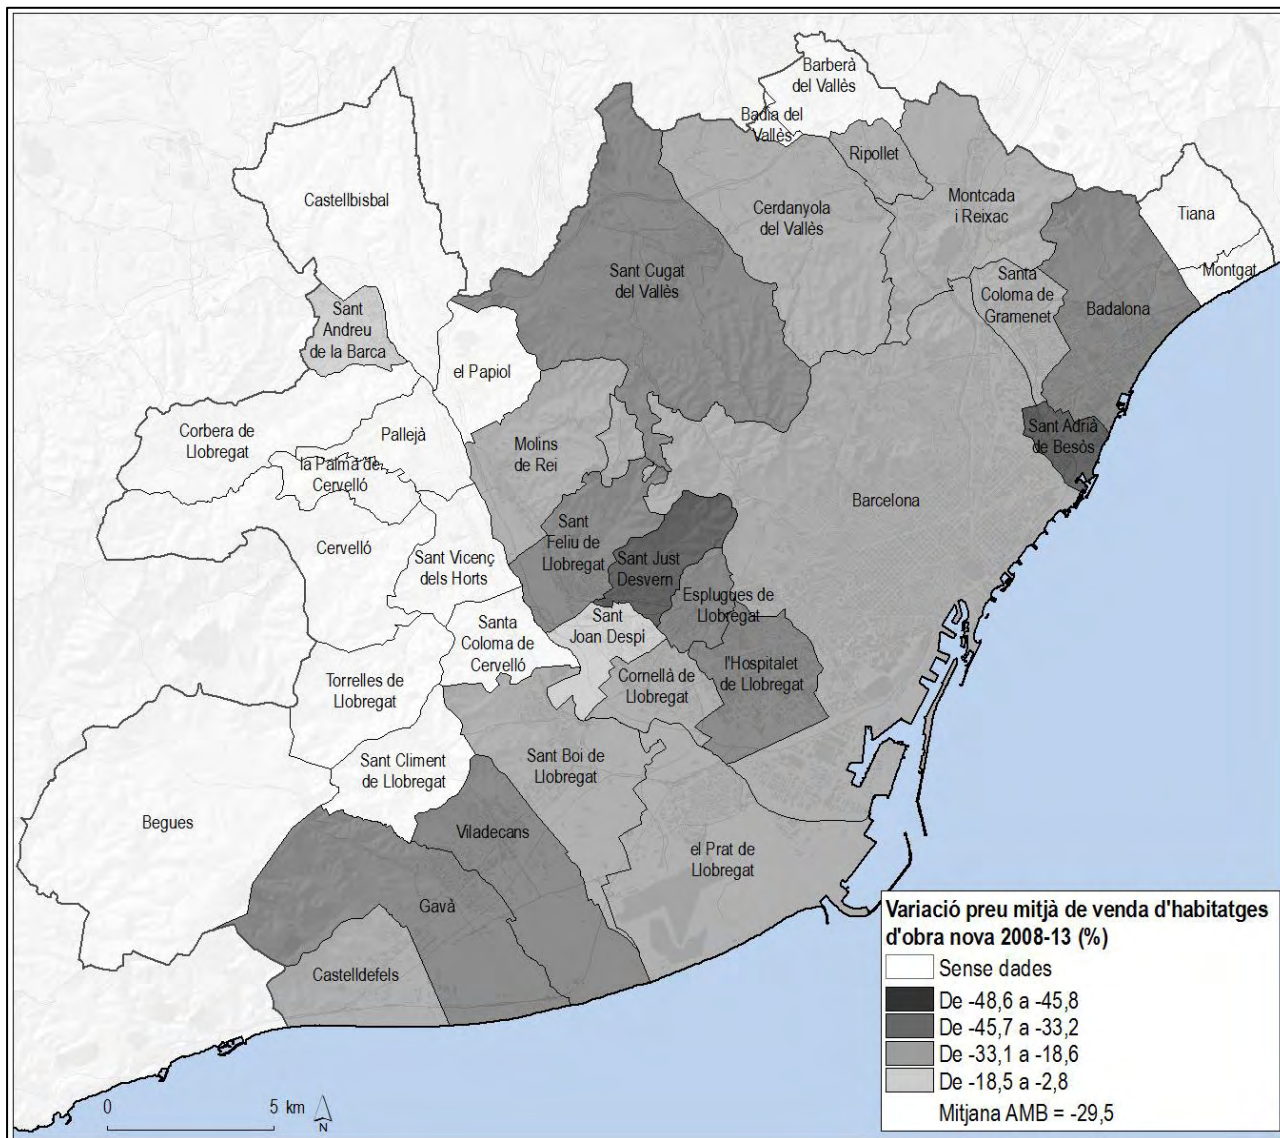 Barberà
del Vallès
Badia del
Vallès
Ripollet
Castellbisbal
Montcada
i Reixac
Cerdanyola
del Vallès
Tiana
Montgat
Sant Cugat
del Vallès
Santa
Coloma de
Gramenet
Badalona
Sant
Andreu
de la Barca
el Papiol
Corbera de
Llobregat
Pallejà
Molins
de Rei
Sant Adrià
de Besòs
la Palma de
Cervelló
Barcelona
Cervelló
Sant Vicenç
dels Horts
Sant
Feliu de
Llobregat
Sant Just
Desvern
Esplugues de
Llobregat
Sant
Joan Despi
Santa
Coloma de
Cervelló
Cornellà de
Llobregat
l'Hospitalet
de Llobregat
Torrelles de
Llobregat
Sant Climent
de Llobregat
Sant Boi de
Llobregat
Begues
Viladecans
el Prat de
Llobregat
Gavà
Castelldefels
Variació preu mitjà de venda d'habitatges
d'obra nova 2008-13 (%)
Sense dades
De -48,6 a -45,8
De -45,7 a -33,2
De -33,1 a -18,6
De -18,5 a -2,8
Mitjana AMB = -29,5
0 5 km
N